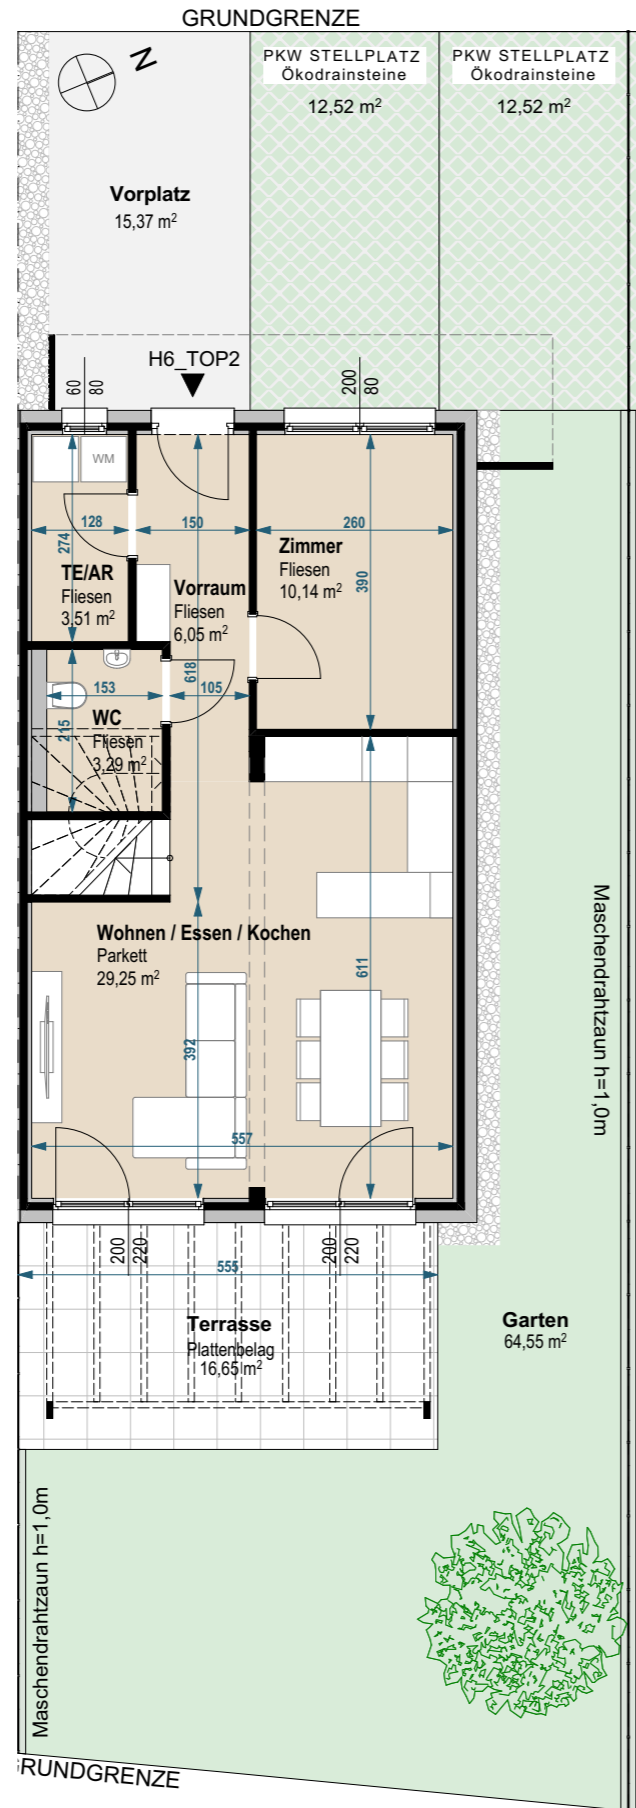 GRUNDGRENZE
N
PKW STELLPLATZ
Ökodrainsteine
12,52 m²
PKW STELLPLATZ
Ökodrainsteine
12,52 m²
Vorplatz
15,37 m²
H6_TOP2
60
80
200
80
WM
128
150
260
274
TE/AR
Fliesen
3,51 m²
Vorraum
Fliesen
6,05 m²
Zimmer
Fliesen
10,14 m²
390
618
153
105
215
WC
Fliesen
3,29 m²
Wohnen / Essen / Kochen
Parkett
29,25 m²
611
392
557
Maschendrahtzaun h=1,0m
200
220
200
220
555
Terrasse
Plattenbelag
16,65 m²
Garten
64,55 m²
Maschendrahtzaun h=1,0m
GRUNDGRENZE